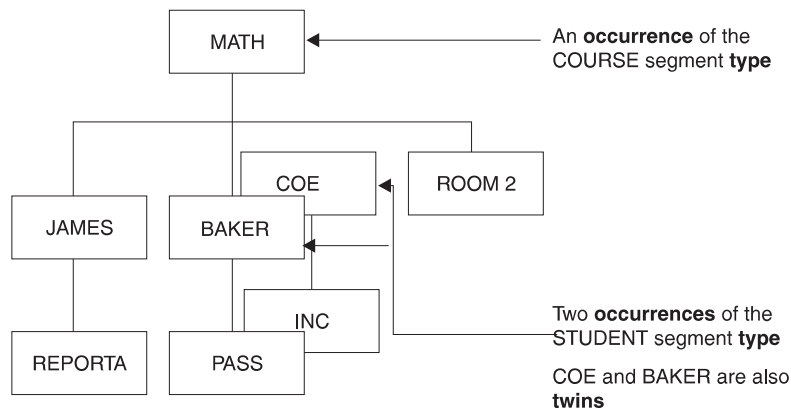 MATH
An occurrence of the
COURSE segment type
COE
ROOM 2
JAMES
BAKER
INC
REPORTA
PASS
Two occurrences of the
STUDENT segment type
COE and BAKER are also
twins